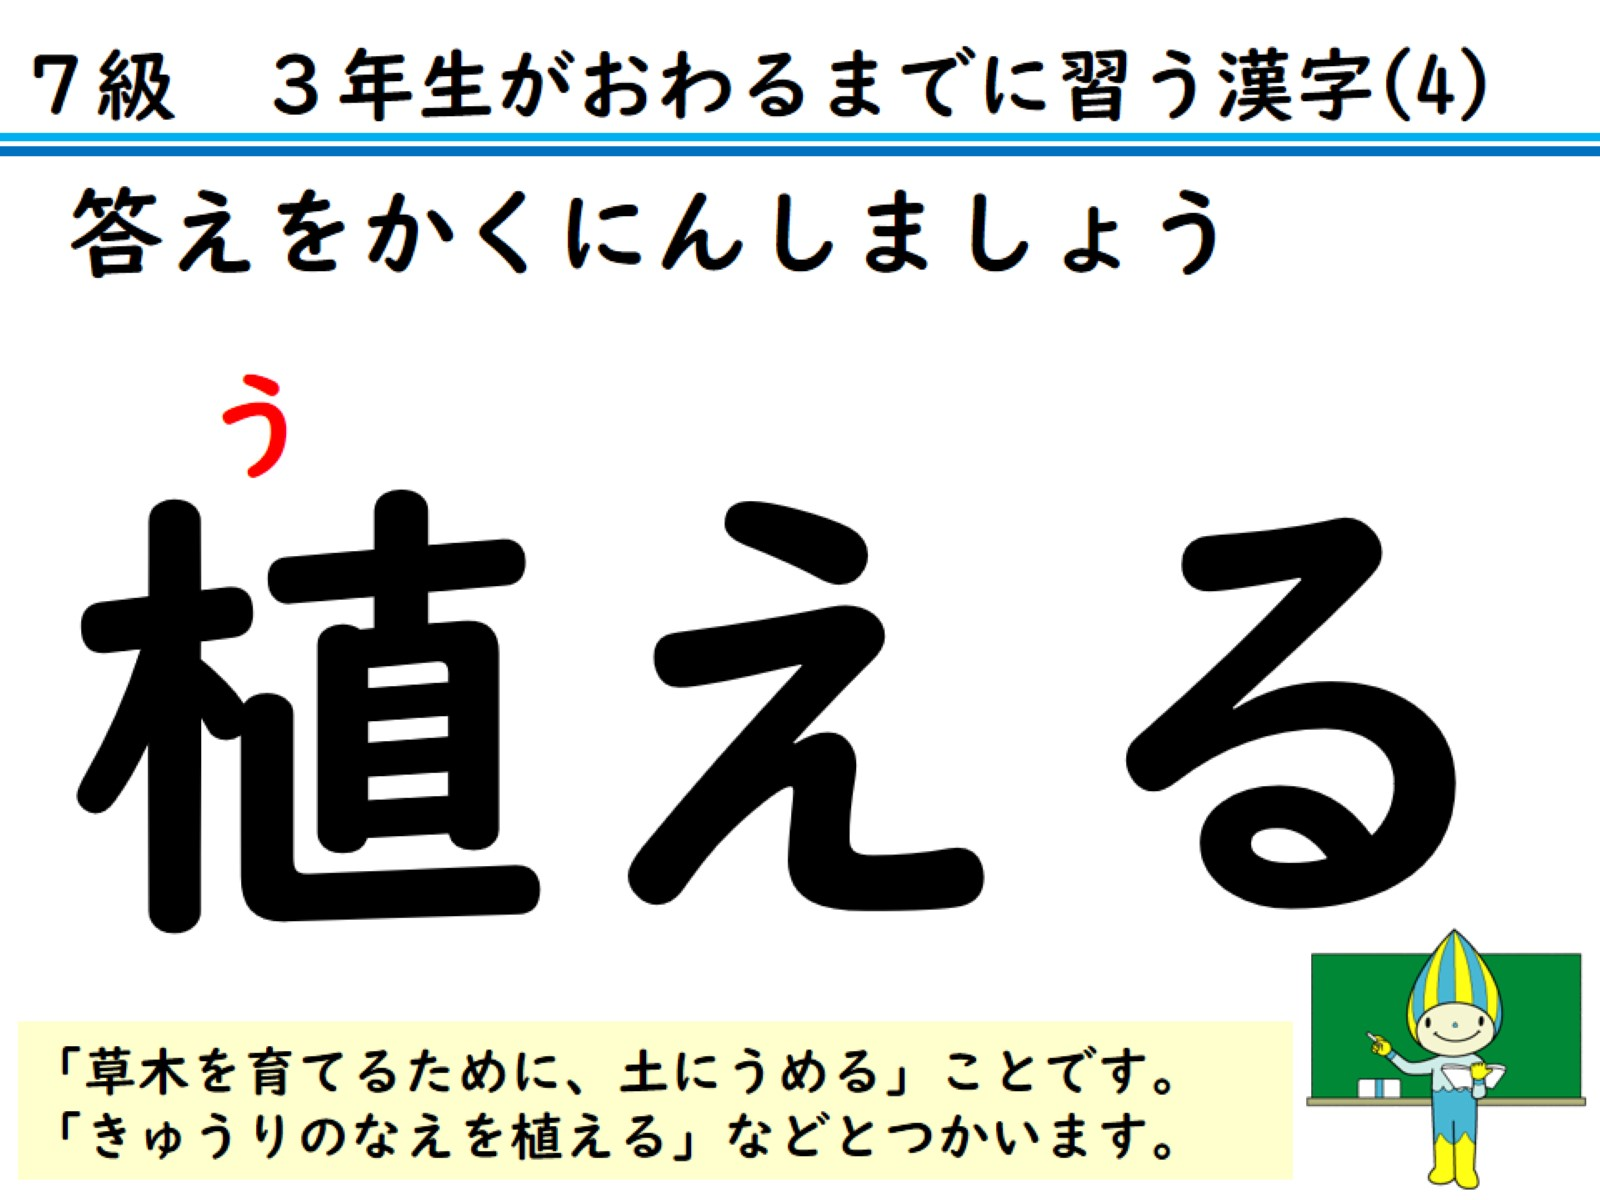 ７級　３年生がおわるまでに習う漢字(4)
答えをかくにんしましょう
う
植える
「草木を育てるために、土にうめる」ことです。
「きゅうりのなえを植える」などとつかいます。